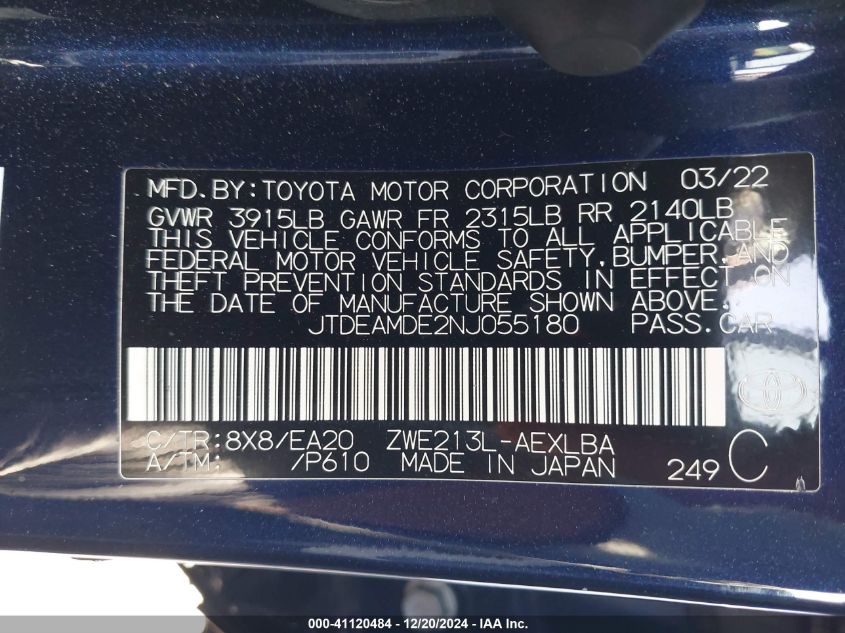 MFD.BY:TOYOTA MOTOR CORPORATION 03/22
GVWR 3915LB GAWR FR 2315LB RR 2140LB
THIS VEHICLE CONFORMS TO ALL APPLICABLE
FEDERAL MOTOR VEHICLE SAFETY,BUMPER,AND
THEFT PREVENTION STANDARDS IN EFFECT ON
THE DATE OF MANUFACTURE SHOWN ABOVE.
JTDEAMDE2NJ055180 PASS.CAR
C/TR:8X8/EA20 ZWE213L-AEXLBA
A/TM: /P610 MADE IN JAPAN 249 C
000-41120484 - 12/20/2024 - IAA Inc.